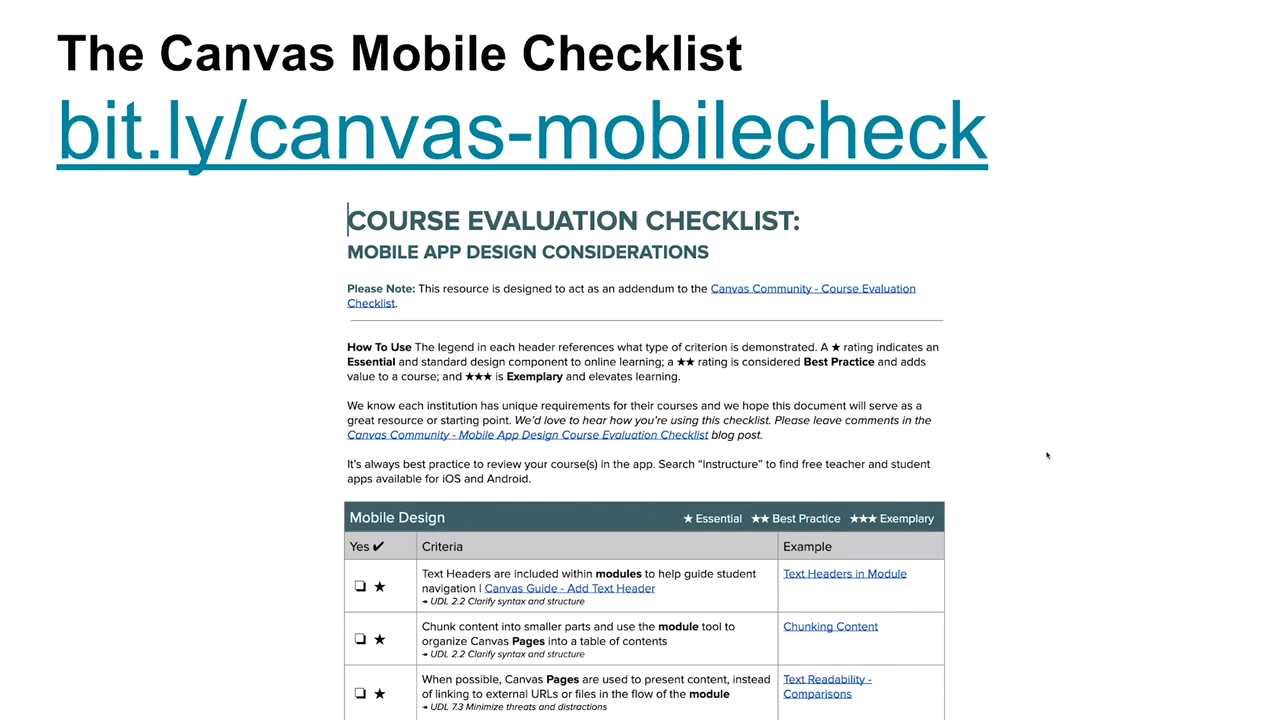 The Canvas Mobile Checklist
bit.ly/canvas-mobilecheck
COURSE EVALUATION CHECKLIST:
MOBILE APP DESIGN CONSIDERATIONS
Please Note: This resource is designed to act as an addendum to the Canvas Community - Course Evaluation
Checklist.
How To Use The legend in each header references what type of criterion is demonstrated. A ★ rating indicates an
Essential and standard design component to online learning; a ★★ rating is considered Best Practice and adds
value to a course; and ★★★ is Exemplary and elevates learning.
We know each institution has unique requirements for their courses and we hope this document will serve as a
great resource or starting point. We'd love to hear how you're using this checklist. Please leave comments in the
Canvas Community - Mobile App Design Course Evaluation Checklist blog post.
It's always best practice to review your course(s) in the app. Search “Instructure” to find free teacher and student
apps available for iOS and Android.
Mobile Design ★ Essential ★★ Best Practice ★★★ Exemplary
Yes ✔ Criteria Example
❏ ★ Text Headers are included within modules to help guide student Text Headers in Module
navigation | Canvas Guide - Add Text Header
→ UDL 2.2 Clarify syntax and structure
❏ ★ Chunk content into smaller parts and use the module tool to Chunking Content
organize Canvas Pages into a table of contents
→ UDL 2.2 Clarify syntax and structure
❏ ★ When possible, Canvas Pages are used to present content, instead Text Readability -
of linking to external URLs or files in the flow of the module Comparisons
→ UDL 7.3 Minimize threats and distractions